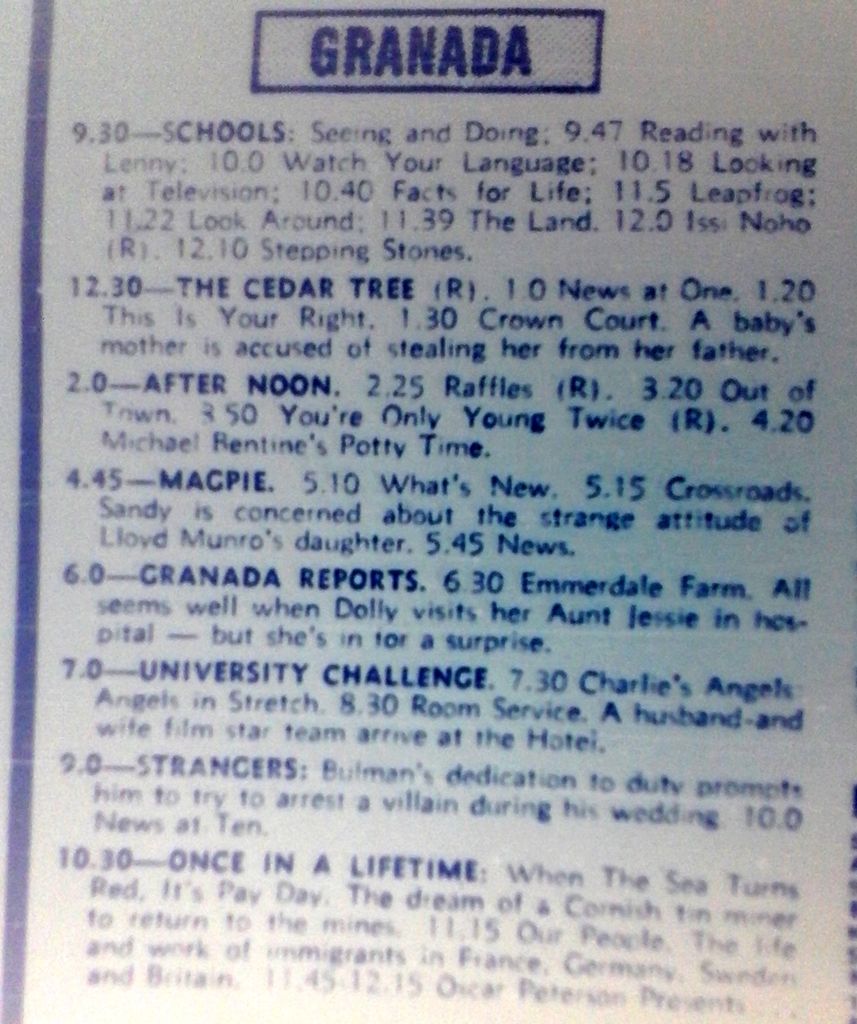 GRANADA
9.30—SCHOOLS: Seeing and Doing; 9.47 Reading with
Lenny; 10.0 Watch Your Language; 10.18 Looking
at Television; 10.40 Facts for Life; 11.5 Leapfrog;
11.22 Look Around; 11.39 The Land. 12.0 Issi Noho
(R). 12.10 Stepping Stones.
12.30—THE CEDAR TREE (R). 1.0 News at One. 1.20
This Is Your Right. 1.30 Crown Court. A baby's
mother is accused of stealing her from her father.
2.0—AFTER NOON. 2.25 Raffles (R). 3.20 Out of
Town. 3.50 You're Only Young Twice (R). 4.20
Michael Bentine's Potty Time.
4.45—MAGPIE. 5.10 What's New. 5.15 Crossroads.
Sandy is concerned about the strange attitude of
Lloyd Munro's daughter. 5.45 News.
6.0—GRANADA REPORTS. 6.30 Emmerdale Farm. All
seems well when Dolly visits her Aunt Jessie in hos-
pital — but she's in for a surprise.
7.0—UNIVERSITY CHALLENGE. 7.30 Charlie's Angels:
Angels in Stretch. 8.30 Room Service. A husband-and
wife film star team arrive at the Hotel.
9.0—STRANGERS: Bulman's dedication to duty prompts
him to try to arrest a villain during his wedding. 10.0
News at Ten.
10.30—ONCE IN A LIFETIME: When The Sea Turns
Red, It's Pay Day. The dream of a Cornish tin miner
to return to the mines. 11.15 Our People. The life
and work of immigrants in France, Germany, Sweden
and Britain. 11.45-12.15 Oscar Peterson Presents